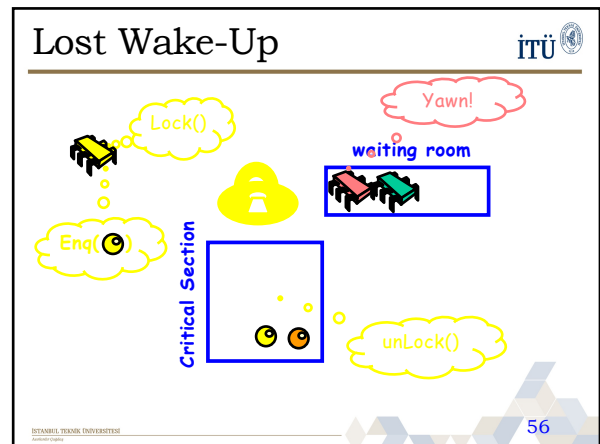 Lost Wake-Up
İTÜ
Yawn!
Lock()
waiting room
Enq( )
Critical Section
unLock()
İSTANBUL TEKNİK ÜNİVERSİTESİ
56